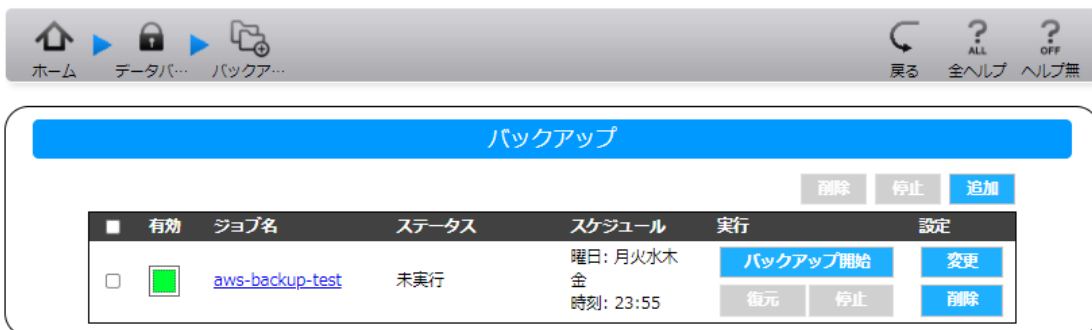 ホーム
データバ…
バックア…
戻る
ALL
全ヘルプ
OFF
ヘルプ無
バックアップ
削除 停止 追加
有効 ジョブ名 ステータス スケジュール 実行 設定
aws-backup-test 未実行
曜日: 月火水木
金
時刻: 23:55
バックアップ開始 変更
復元 停止 削除